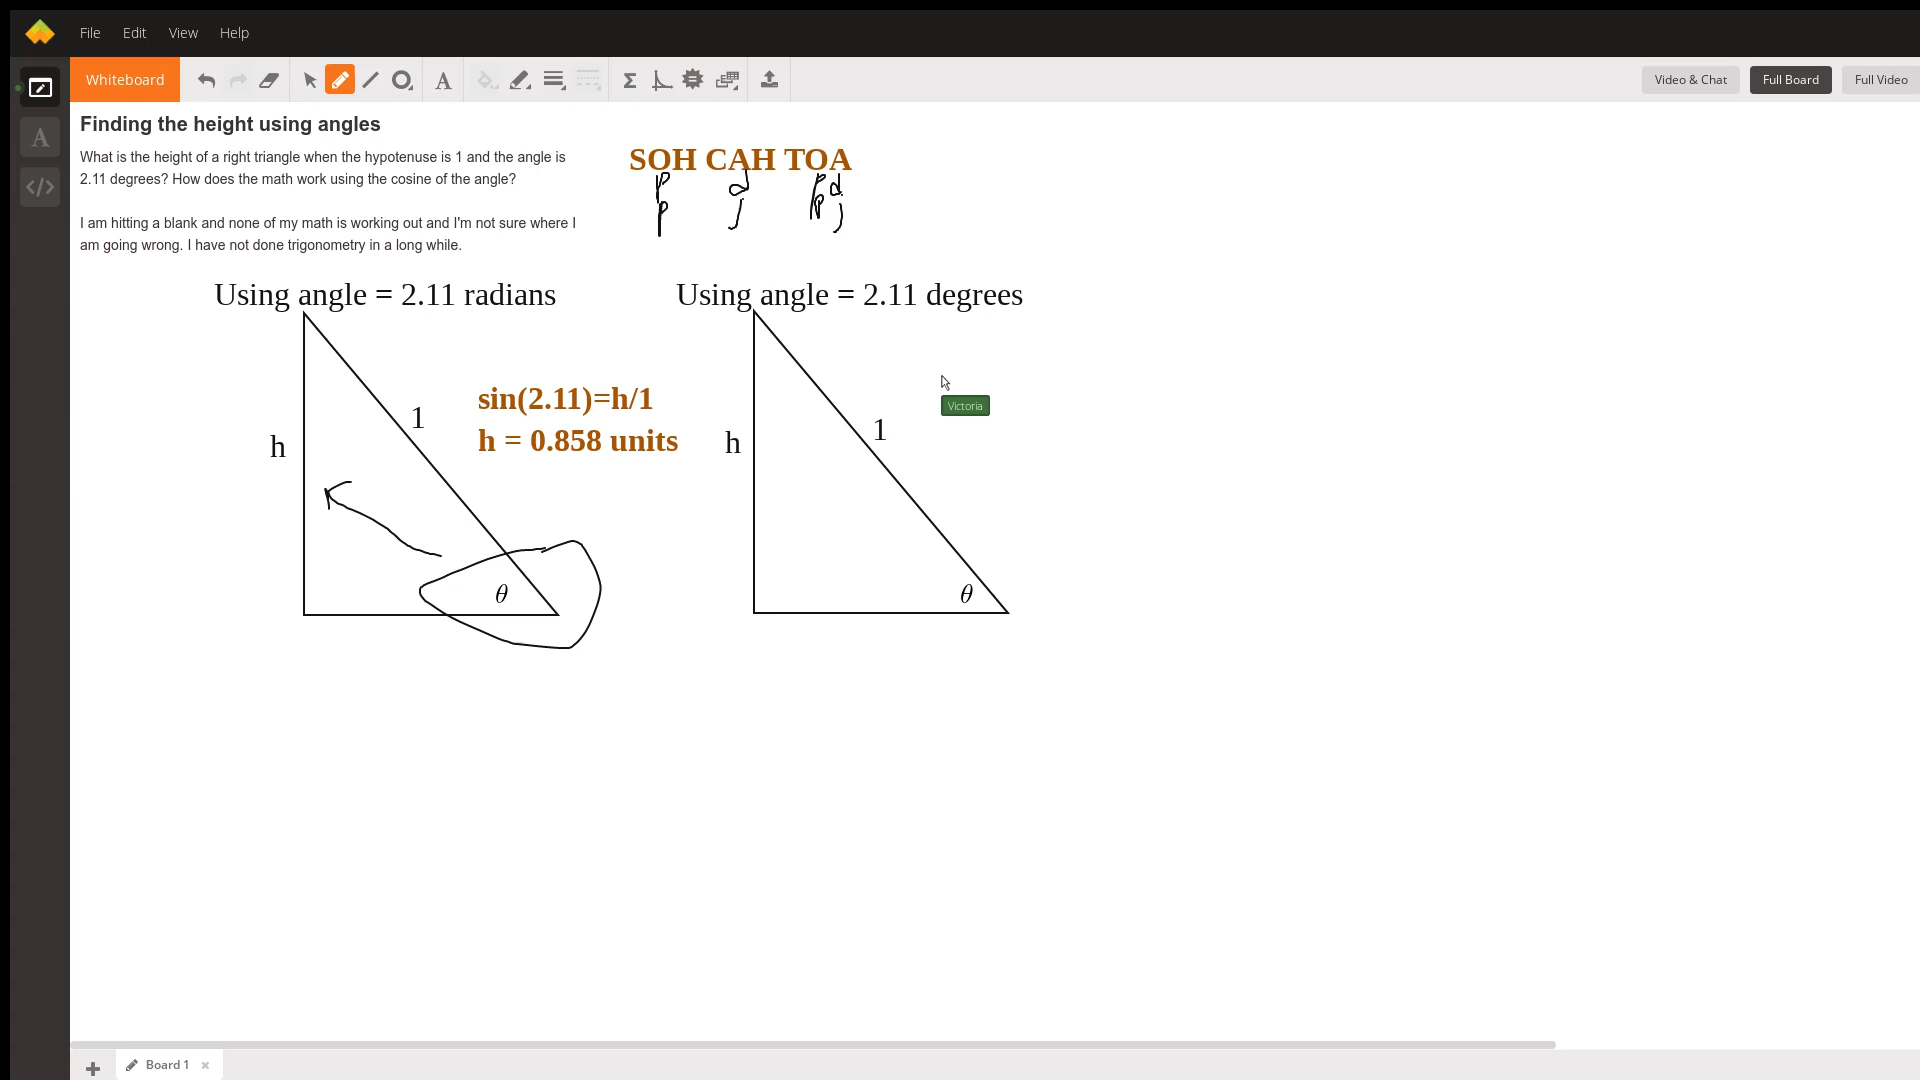 File Edit View Help
Whiteboard A Σ Video & Chat Full Board Full Video
A
</>
Finding the height using angles
What is the height of a right triangle when the hypotenuse is 1 and the angle is
2.11 degrees? How does the math work using the cosine of the angle?
I am hitting a blank and none of my math is working out and I'm not sure where I
am going wrong. I have not done trigonometry in a long while.
SOH CAH TOA
p d p d
p j p j
Using angle = 2.11 radians
h
1
sin(2.11)=h/1
h = 0.858 units
θ
Using angle = 2.11 degrees
h
1
θ
Victoria
+ Board 1 ×